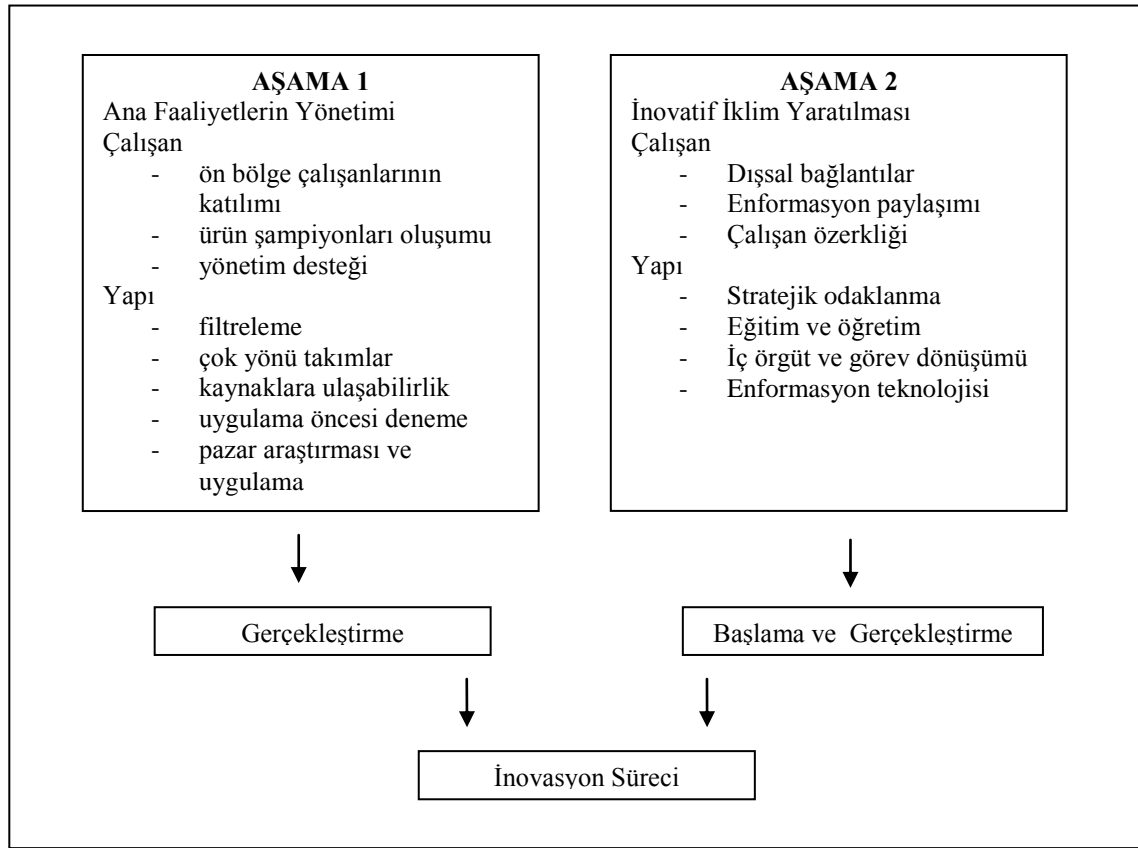 AŞAMA 1
Ana Faaliyetlerin Yönetimi
Çalışan
- ön bölge çalışanlarının
katılımı
- ürün şampiyonları oluşumu
- yönetim desteği
Yapı
- filtreleme
- çok yönü takımlar
- kaynaklara ulaşabilirlik
- uygulama öncesi deneme
- pazar araştırması ve
uygulama
AŞAMA 2
İnovatif İklim Yaratılması
Çalışan
- Dışsal bağlantılar
- Enformasyon paylaşımı
- Çalışan özerkliği
Yapı
- Stratejik odaklanma
- Eğitim ve öğretim
- İç örgüt ve görev dönüşümü
- Enformasyon teknolojisi
Gerçekleştirme
Başlama ve Gerçekleştirme
İnovasyon Süreci